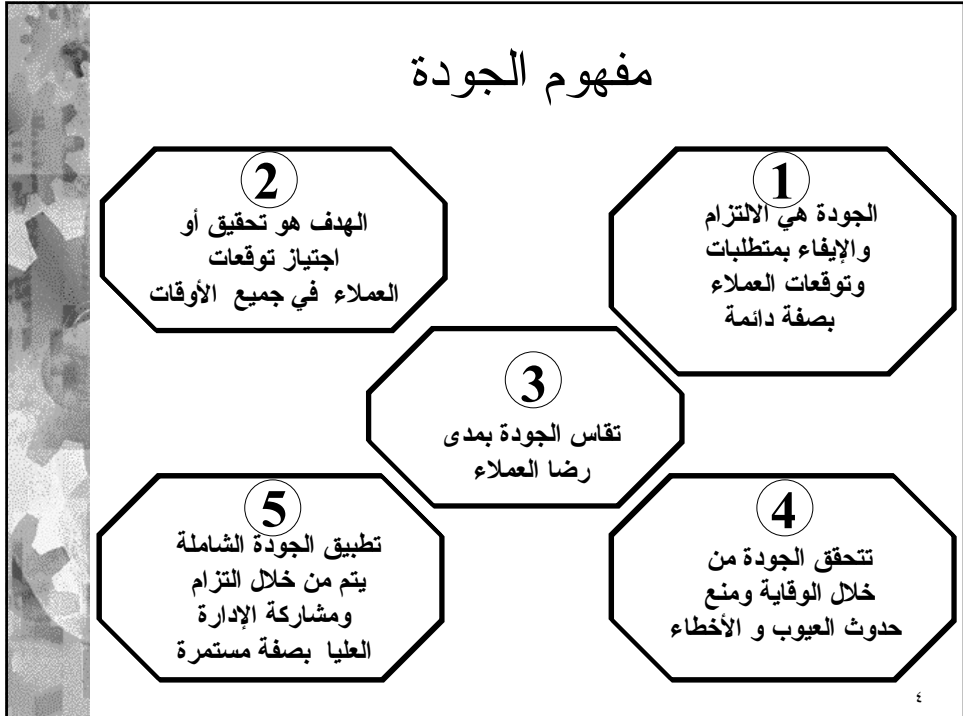 مفهوم الجودة
1
الجودة هي الالتزام
والإيفاء بمتطلبات
وتوقعات العملاء
بصفة دائمة
2
الهدف هو تحقيق أو
اجتياز توقعات
العملاء في جميع الأوقات
3
تقاس الجودة بمدى
رضا العملاء
4
تتحقق الجودة من
خلال الوقاية ومنع
حدوث العيوب و الأخطاء
5
تطبيق الجودة الشاملة
يتم من خلال التزام
ومشاركة الإدارة
العليا بصفة مستمرة
٤